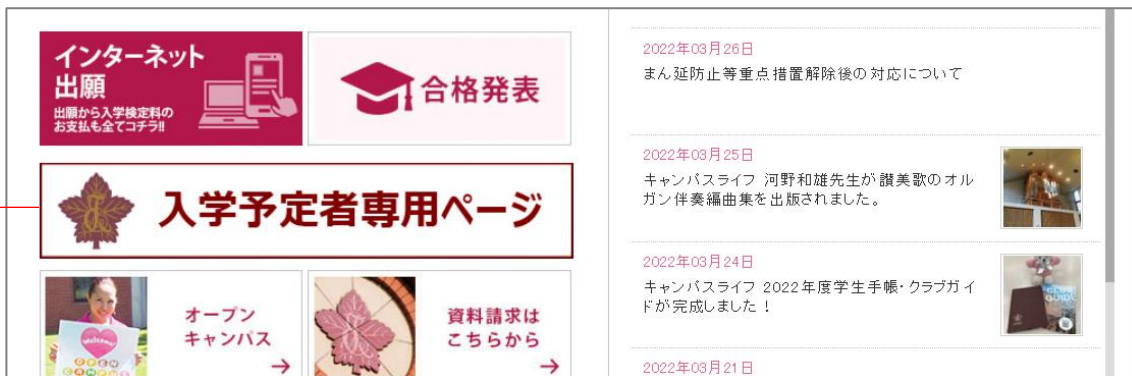 インターネット
出願
出願から入学検定料の
お支払も全てコチラ!!
合格発表
入学予定者専用ページ
オープン
キャンパス
→
資料請求は
こちらから
→
Welcome!
OPEN
CAMPUS
2022年03月26日
まん延防止等重点措置解除後の対応について
2022年03月25日
キャンパスライフ 河野和雄先生が讃美歌のオル
ガン伴奏編曲集を出版されました。
2022年03月24日
キャンパスライフ 2022年度学生手帳・クラブガイ
ドが完成しました！
2022年03月21日